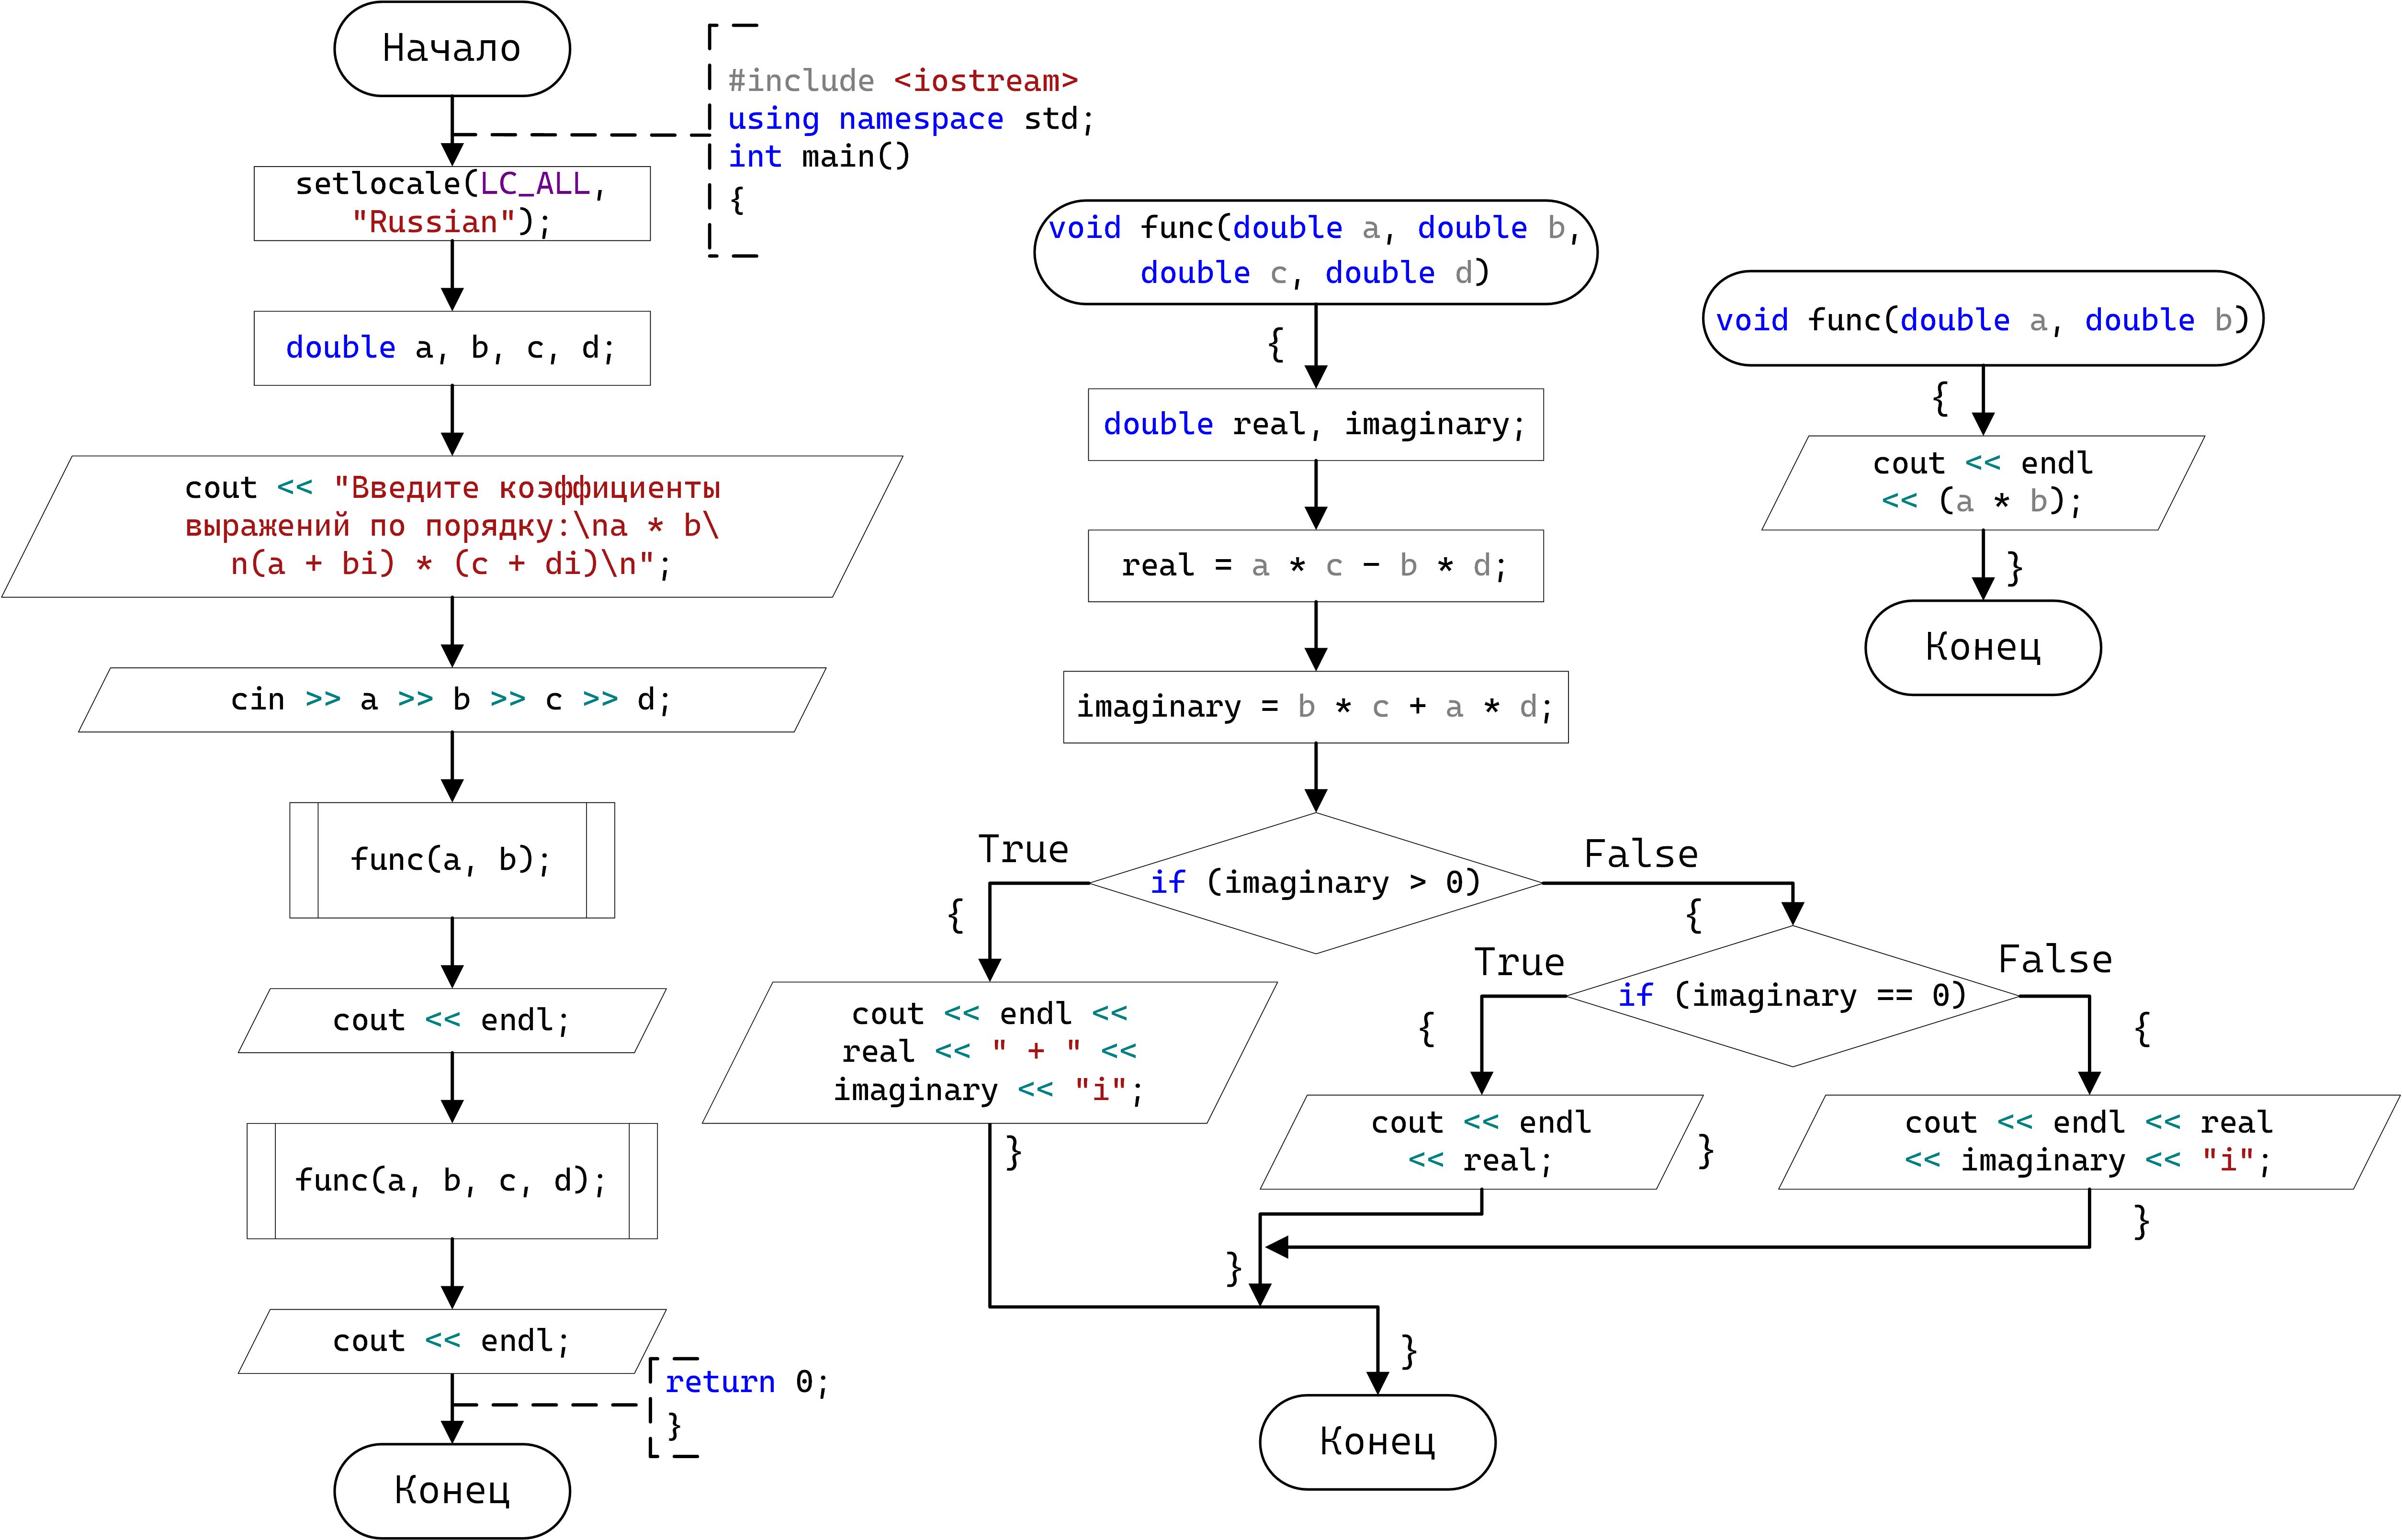 Начало
#include <iostream>
using namespace std;
int main()
{
setlocale(LC_ALL,
"Russian");
double a, b, c, d;
cout << "Введите коэффициенты
выражений по порядку:\na * b\
n(a + bi) * (c + di)\n";
cin >> a >> b >> c >> d;
func(a, b);
cout << endl;
func(a, b, c, d);
cout << endl;
return 0;
}
Конец
void func(double a, double b,
double c, double d)
{
double real, imaginary;
real = a * c - b * d;
imaginary = b * c + a * d;
if (imaginary > 0)
True
False
{
{
cout << endl <<
real << " + " <<
imaginary << "i";
}
if (imaginary == 0)
True
False
{
{
cout << endl
<< real;
}
cout << endl << real
<< imaginary << "i";
}
}
}
Конец
void func(double a, double b)
{
cout << endl
<< (a * b);
}
Конец